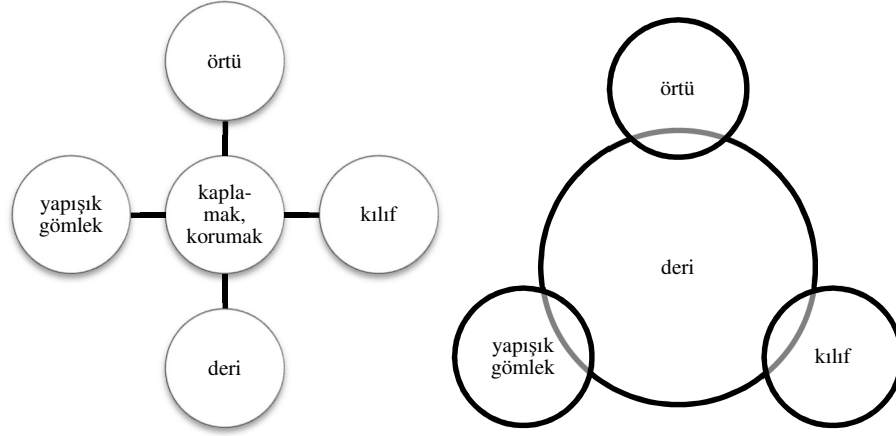 örtü
yapışık
gömlek
kapla-
mak,
korumak
kılıf
deri
örtü
deri
yapışık
gömlek
kılıf